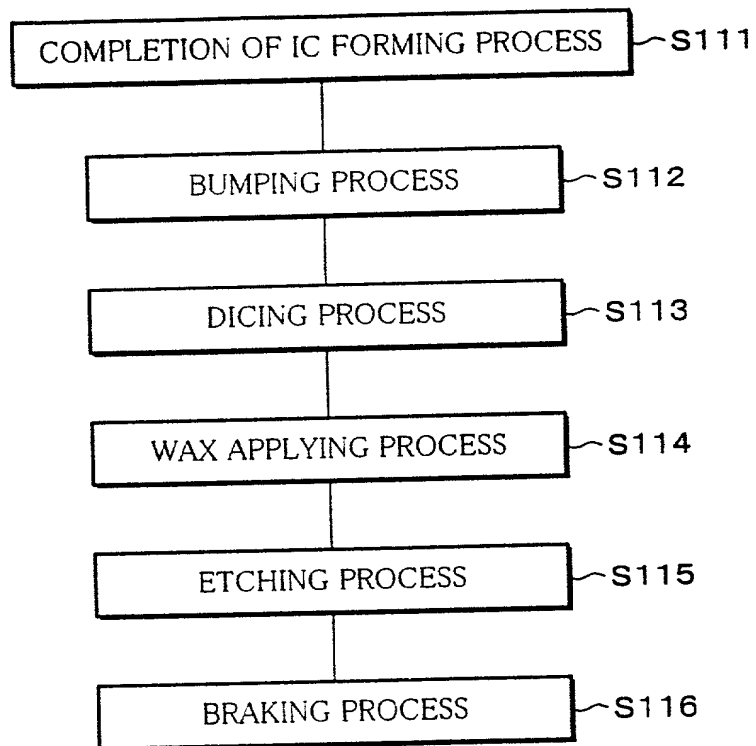 COMPLETION OF IC FORMING PROCESS S111
BUMPING PROCESS S112
DICING PROCESS S113
WAX APPLYING PROCESS S114
ETCHING PROCESS S115
BRAKING PROCESS S116